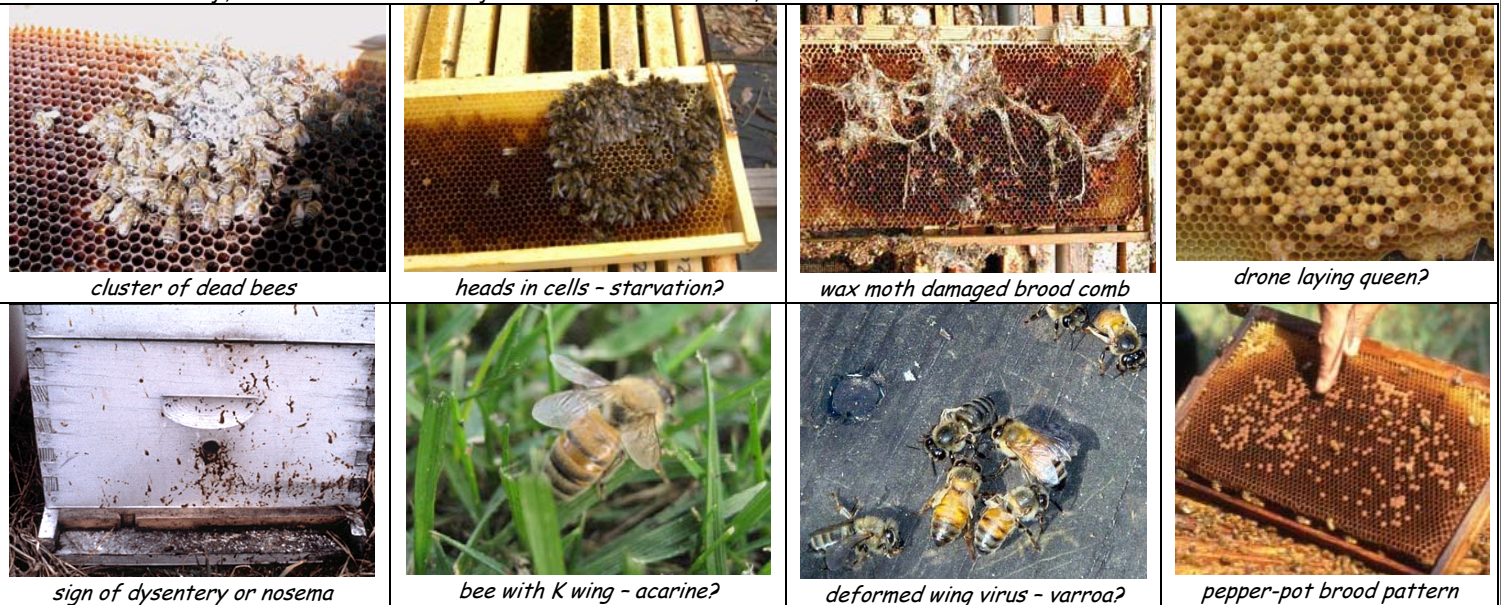 cluster of dead bees
heads in cells – starvation?
wax moth damaged brood comb
drone laying queen?
sign of dysentery or nosema
bee with K wing – acarine?
deformed wing virus – varroa?
pepper-pot brood pattern